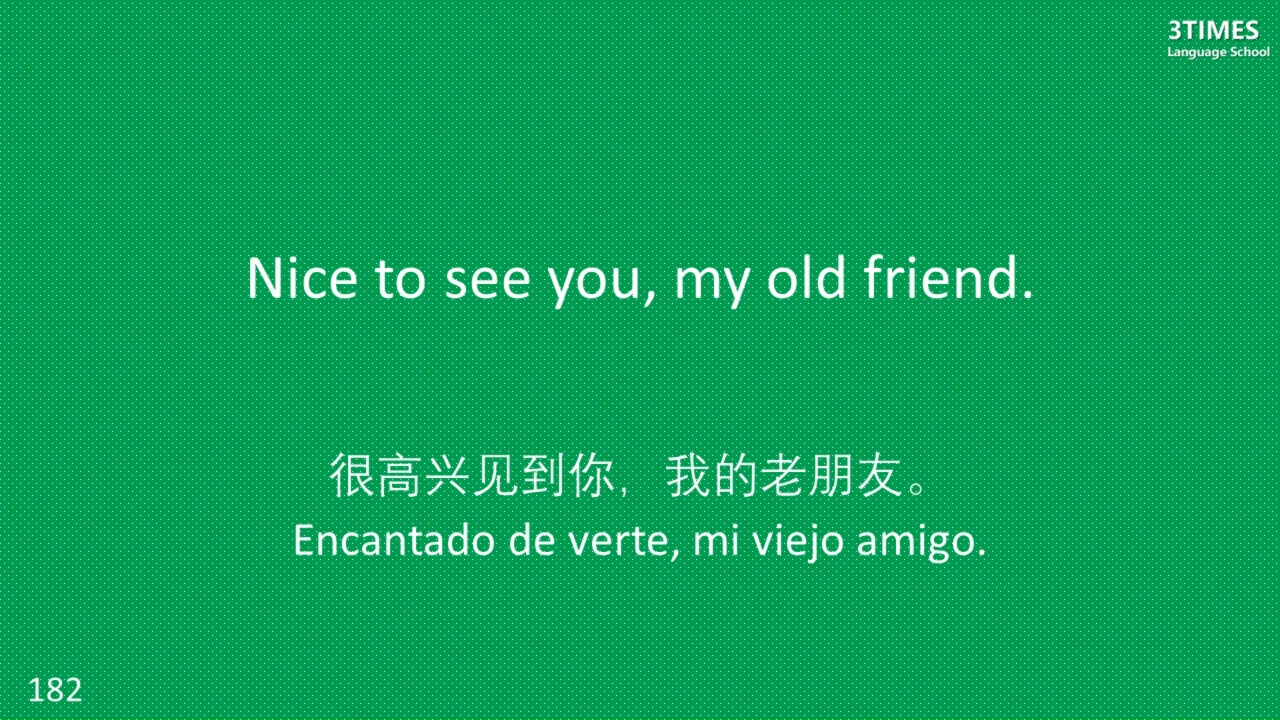 3TIMES
Language School
Nice to see you, my old friend.
很高兴见到你，我的老朋友。
Encantado de verte, mi viejo amigo.
182